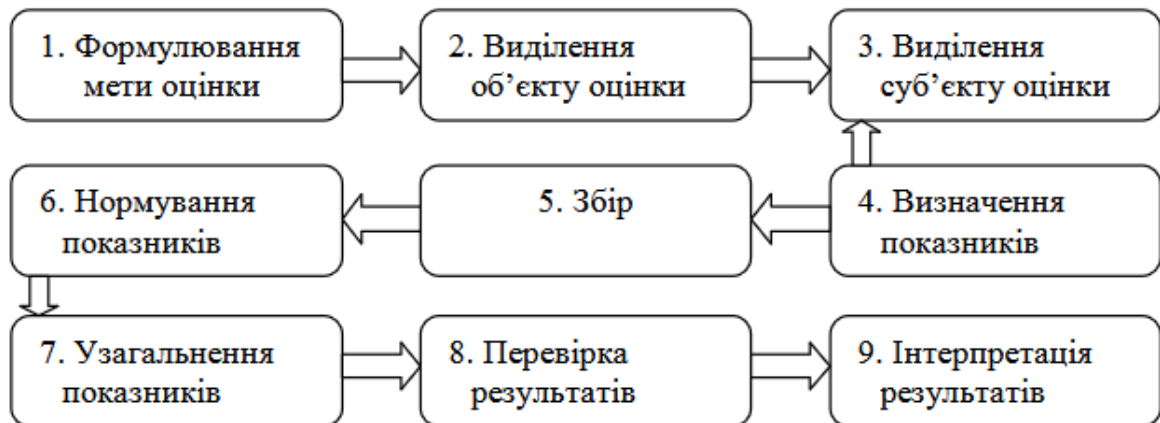 1. Формулювання
мети оцінки
2. Виділення
об’єкту оцінки
3. Виділення
суб’єкту оцінки
6. Нормування
показників
5. Збір
4. Визначення
показників
7. Узагальнення
показників
8. Перевірка
результатів
9. Інтерпретація
результатів